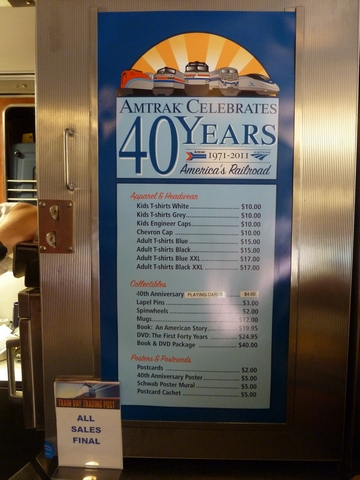 AMTRAK CELEBRATES
40 YEARS
1971-2011
America's Railroad
Apparel & Headwear
Kids T-shirts White $10.00
Kids T-shirts Grey $10.00
Kids Engineer Caps $10.00
Chevron Cap $10.00
Adult T-shirts Blue $15.00
Adult T-shirts Black $15.00
Adult T-shirts Blue XXL $17.00
Adult T-shirts Black XXL $17.00
Collectibles
40th Anniversary PLAYING CARDS $4.00
Lapel Pins $3.00
Spinwheels $2.00
Mugs $12.00
Book: An American Story $19.95
DVD: The First Forty Years $24.95
Book & DVD Package $40.00
Posters & Postcards
Postcards $2.00
40th Anniversary Poster $5.00
Schwab Poster Mural $5.00
Postcard Cachet $5.00
TRAIN DAY TRADING POST
ALL
SALES
FINAL